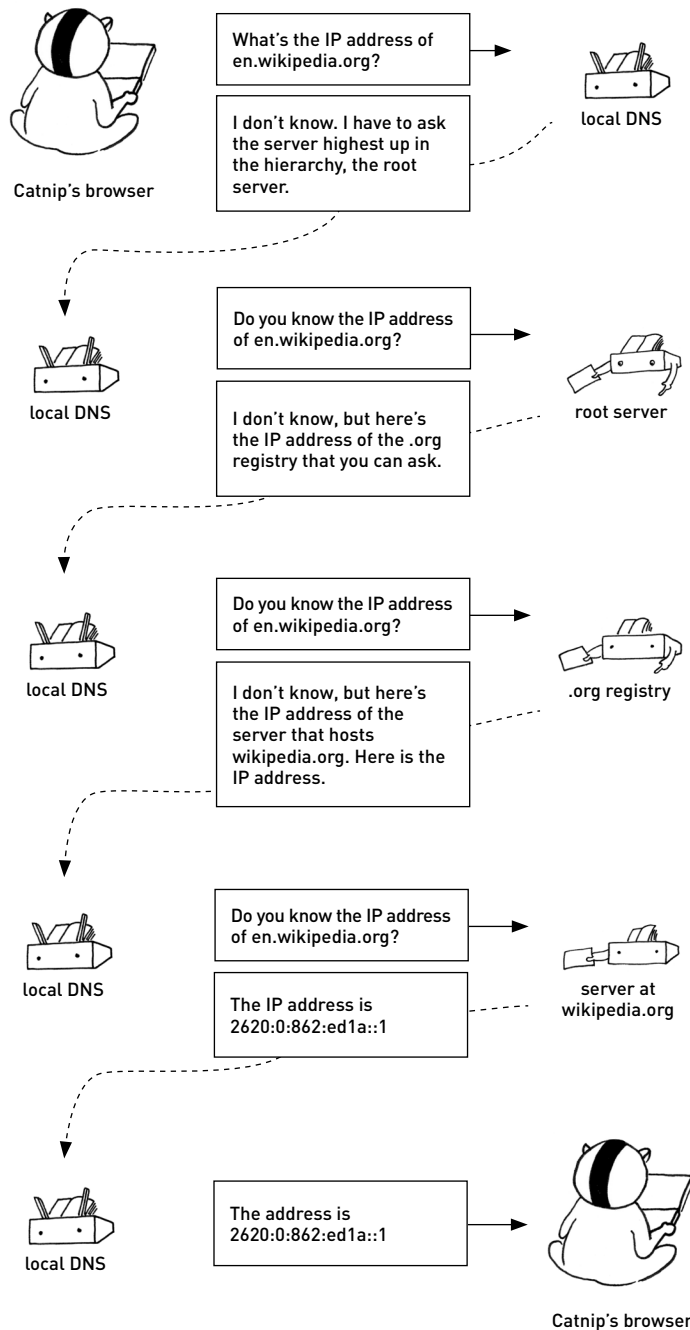 What's the IP address of
en.wikipedia.org?
local DNS
I don't know. I have to ask
the server highest up in
the hierarchy, the root
server.
Catnip's browser
Do you know the IP address
of en.wikipedia.org?
local DNS
root server
I don't know, but here's
the IP address of the .org
registry that you can ask.
Do you know the IP address
of en.wikipedia.org?
local DNS
.org registry
I don't know, but here's
the IP address of the
server that hosts
wikipedia.org. Here is the
IP address.
Do you know the IP address
of en.wikipedia.org?
local DNS
server at
wikipedia.org
The IP address is
2620:0:862:ed1a::1
The address is
2620:0:862:ed1a::1
local DNS
Catnip's browser